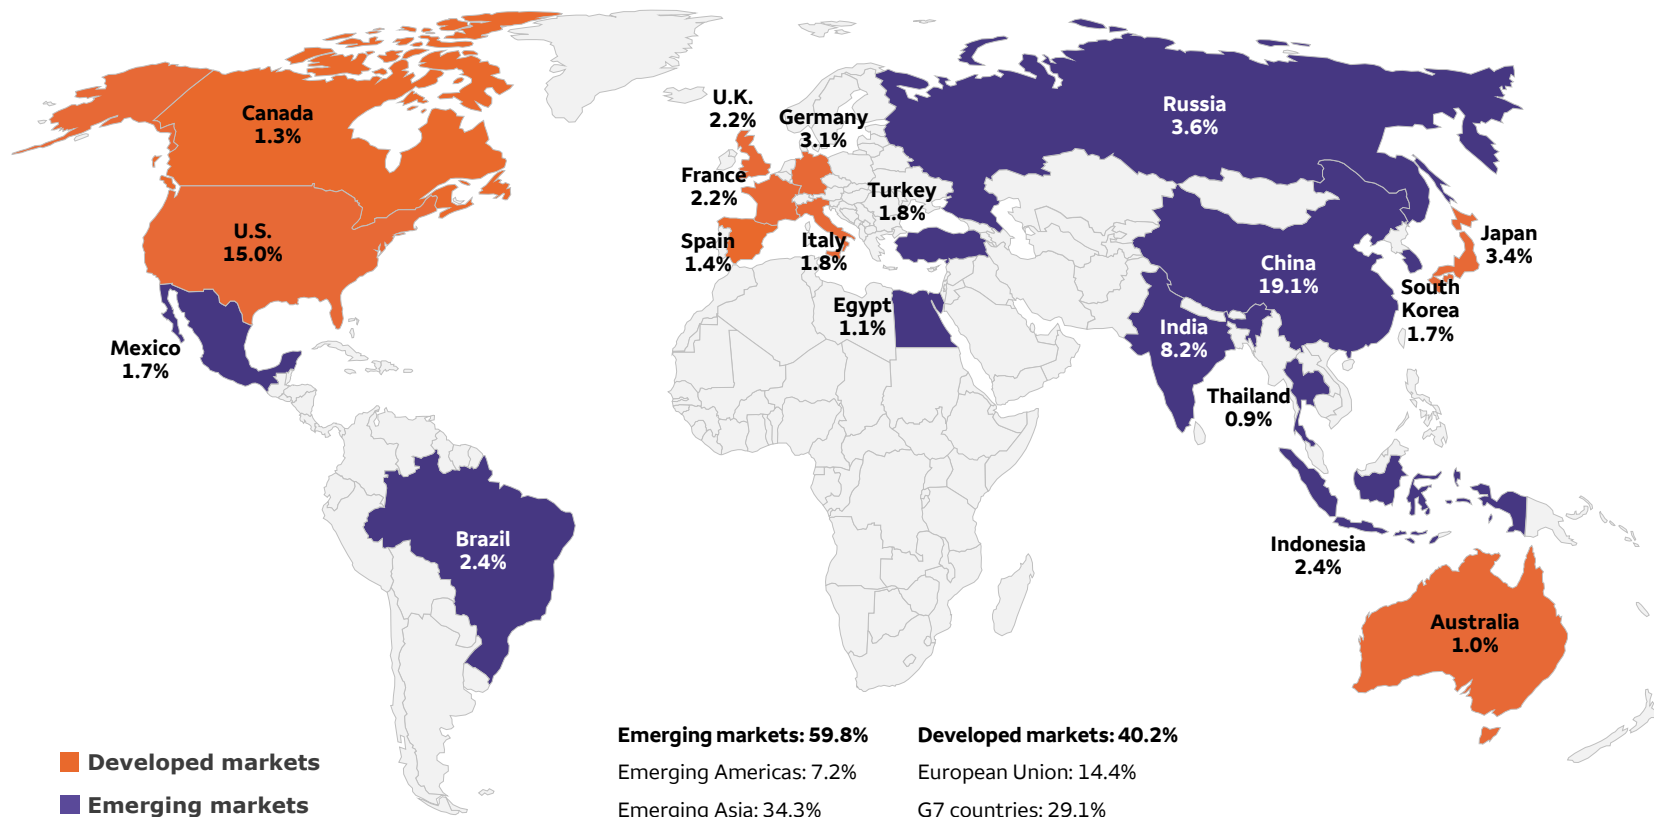 Canada
1.3%
U.S.
15.0%
Mexico
1.7%
Brazil
2.4%
U.K.
2.2%
Germany
3.1%
France
2.2%
Spain
1.4%
Italy
1.8%
Turkey
1.8%
Egypt
1.1%
Russia
3.6%
China
19.1%
India
8.2%
Japan
3.4%
South
Korea
1.7%
Thailand
0.9%
Indonesia
2.4%
Australia
1.0%
Developed markets
Emerging markets
Emerging markets: 59.8%
Emerging Americas: 7.2%
Emerging Asia: 34.3%
Developed markets: 40.2%
European Union: 14.4%
G7 countries: 29.1%